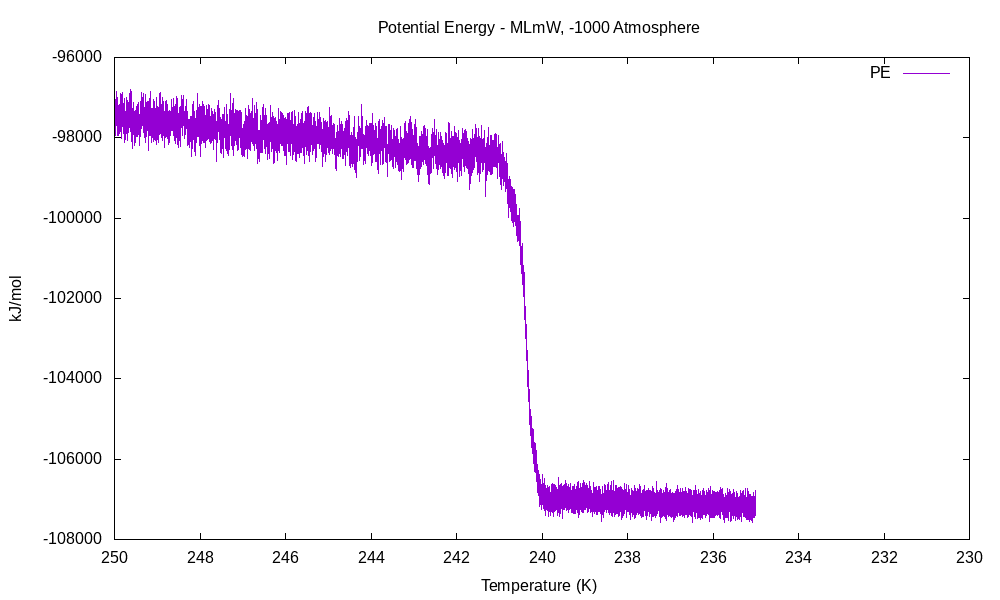 Potential Energy - MLmW, -1000 Atmosphere
PE
kJ/mol
-96000
-98000
-100000
-102000
-104000
-106000
-108000
250 248 246 244 242 240 238 236 234 232 230
Temperature (K)